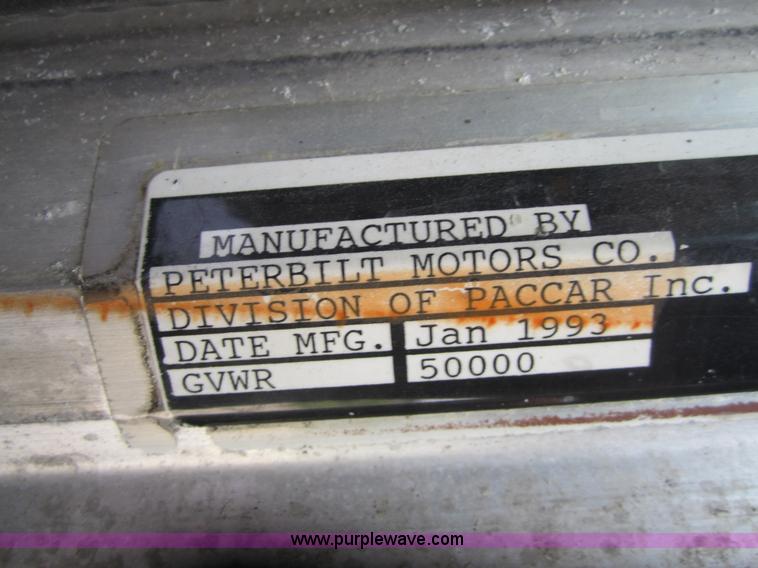 MANUFACTURED BY
PETERBILT MOTORS CO.
DIVISION OF PACCAR Inc.
DATE MFG. Jan 1993
GVWR 50000
www.purplewave.com